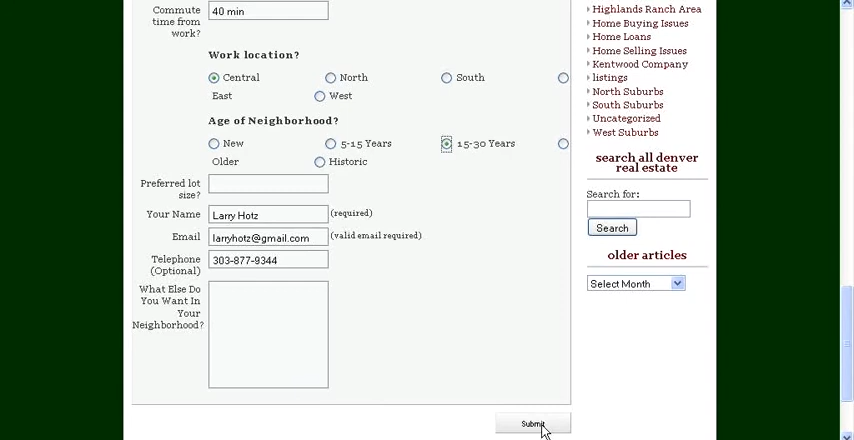 Commute
time from
work?
40 min
Work location?
Central
North
South
East
West
Age of Neighborhood?
New
5-15 Years
15-30 Years
Older
Historic
Preferred lot
size?
Your Name
Larry Hotz
(required)
Email
larryhotz@gmail.com
(valid email required)
Telephone
(Optional)
303-877-9344
What Else Do
You Want In
Your
Neighborhood?
Submit
Highlands Ranch Area
Home Buying Issues
Home Loans
Home Selling Issues
Kentwood Company
listings
North Suburbs
South Suburbs
Uncategorized
West Suburbs
search all denver
real estate
Search for:
Search
older articles
Select Month